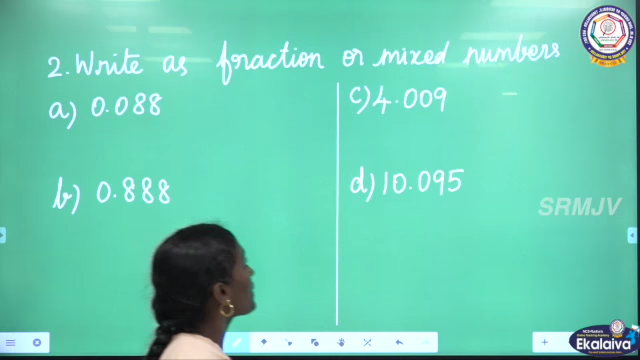 2. Write as fraction or mixed numbers
a) 0.088
b) 0.888
c) 4.009
d) 10.095
SRMJV
Ekalaiva